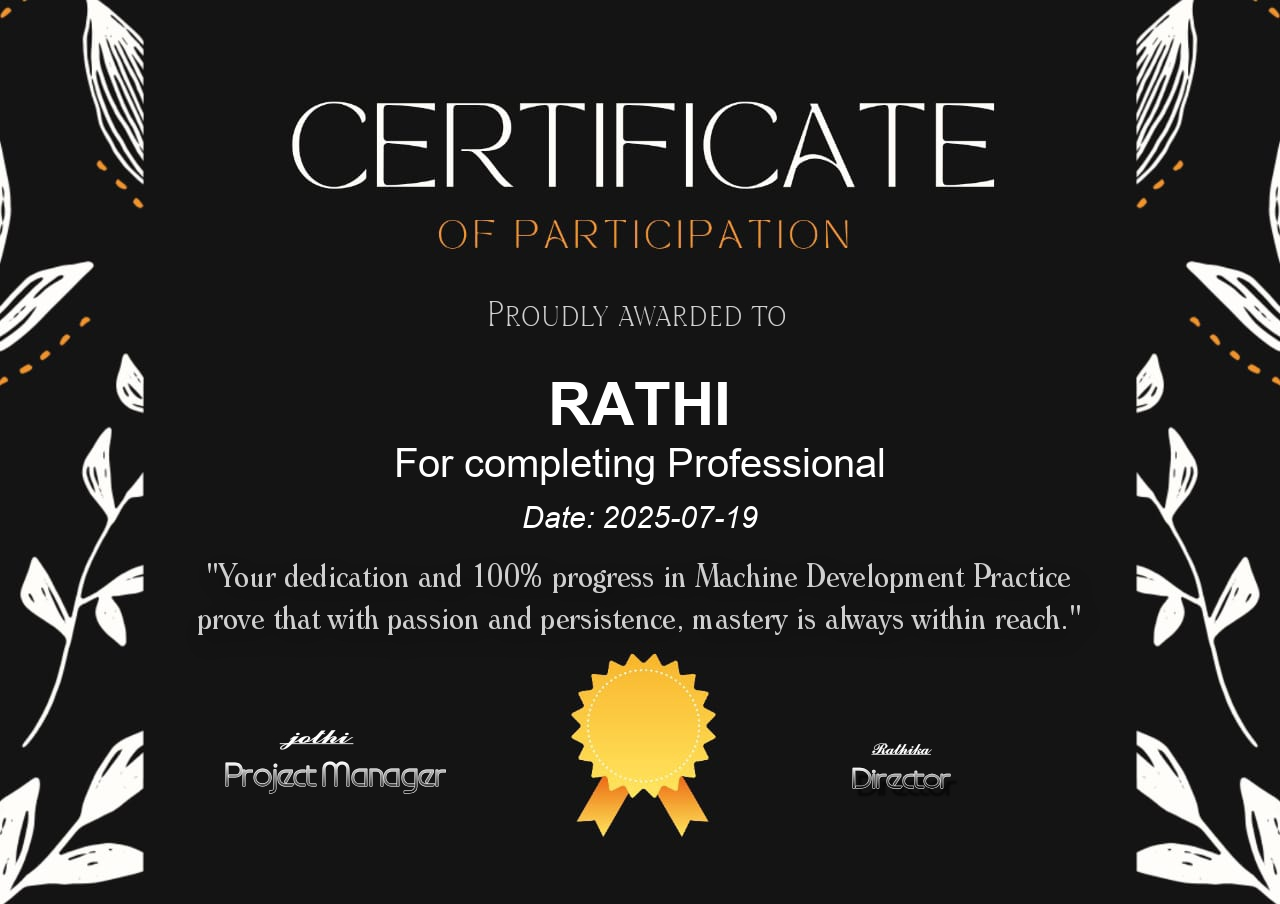 CERTIFICATE
OF PARTICIPATION
PROUDLY AWARDED TO
RATHI
For completing Professional
Date: 2025-07-19
"Your dedication and 100% progress in Machine Development Practice
prove that with passion and persistence, mastery is always within reach."
jothi
Project Manager
Rathika
Director